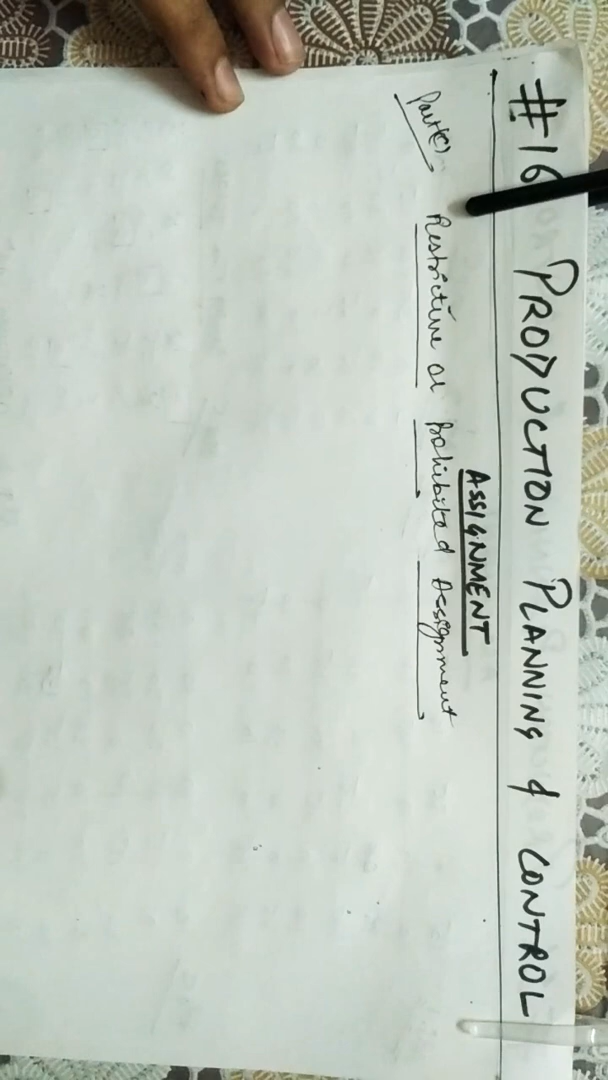 #16 PRODUCTION PLANNING & CONTROL
ASSIGNMENT
Part(c) Restrictive or Prohibited Assignment